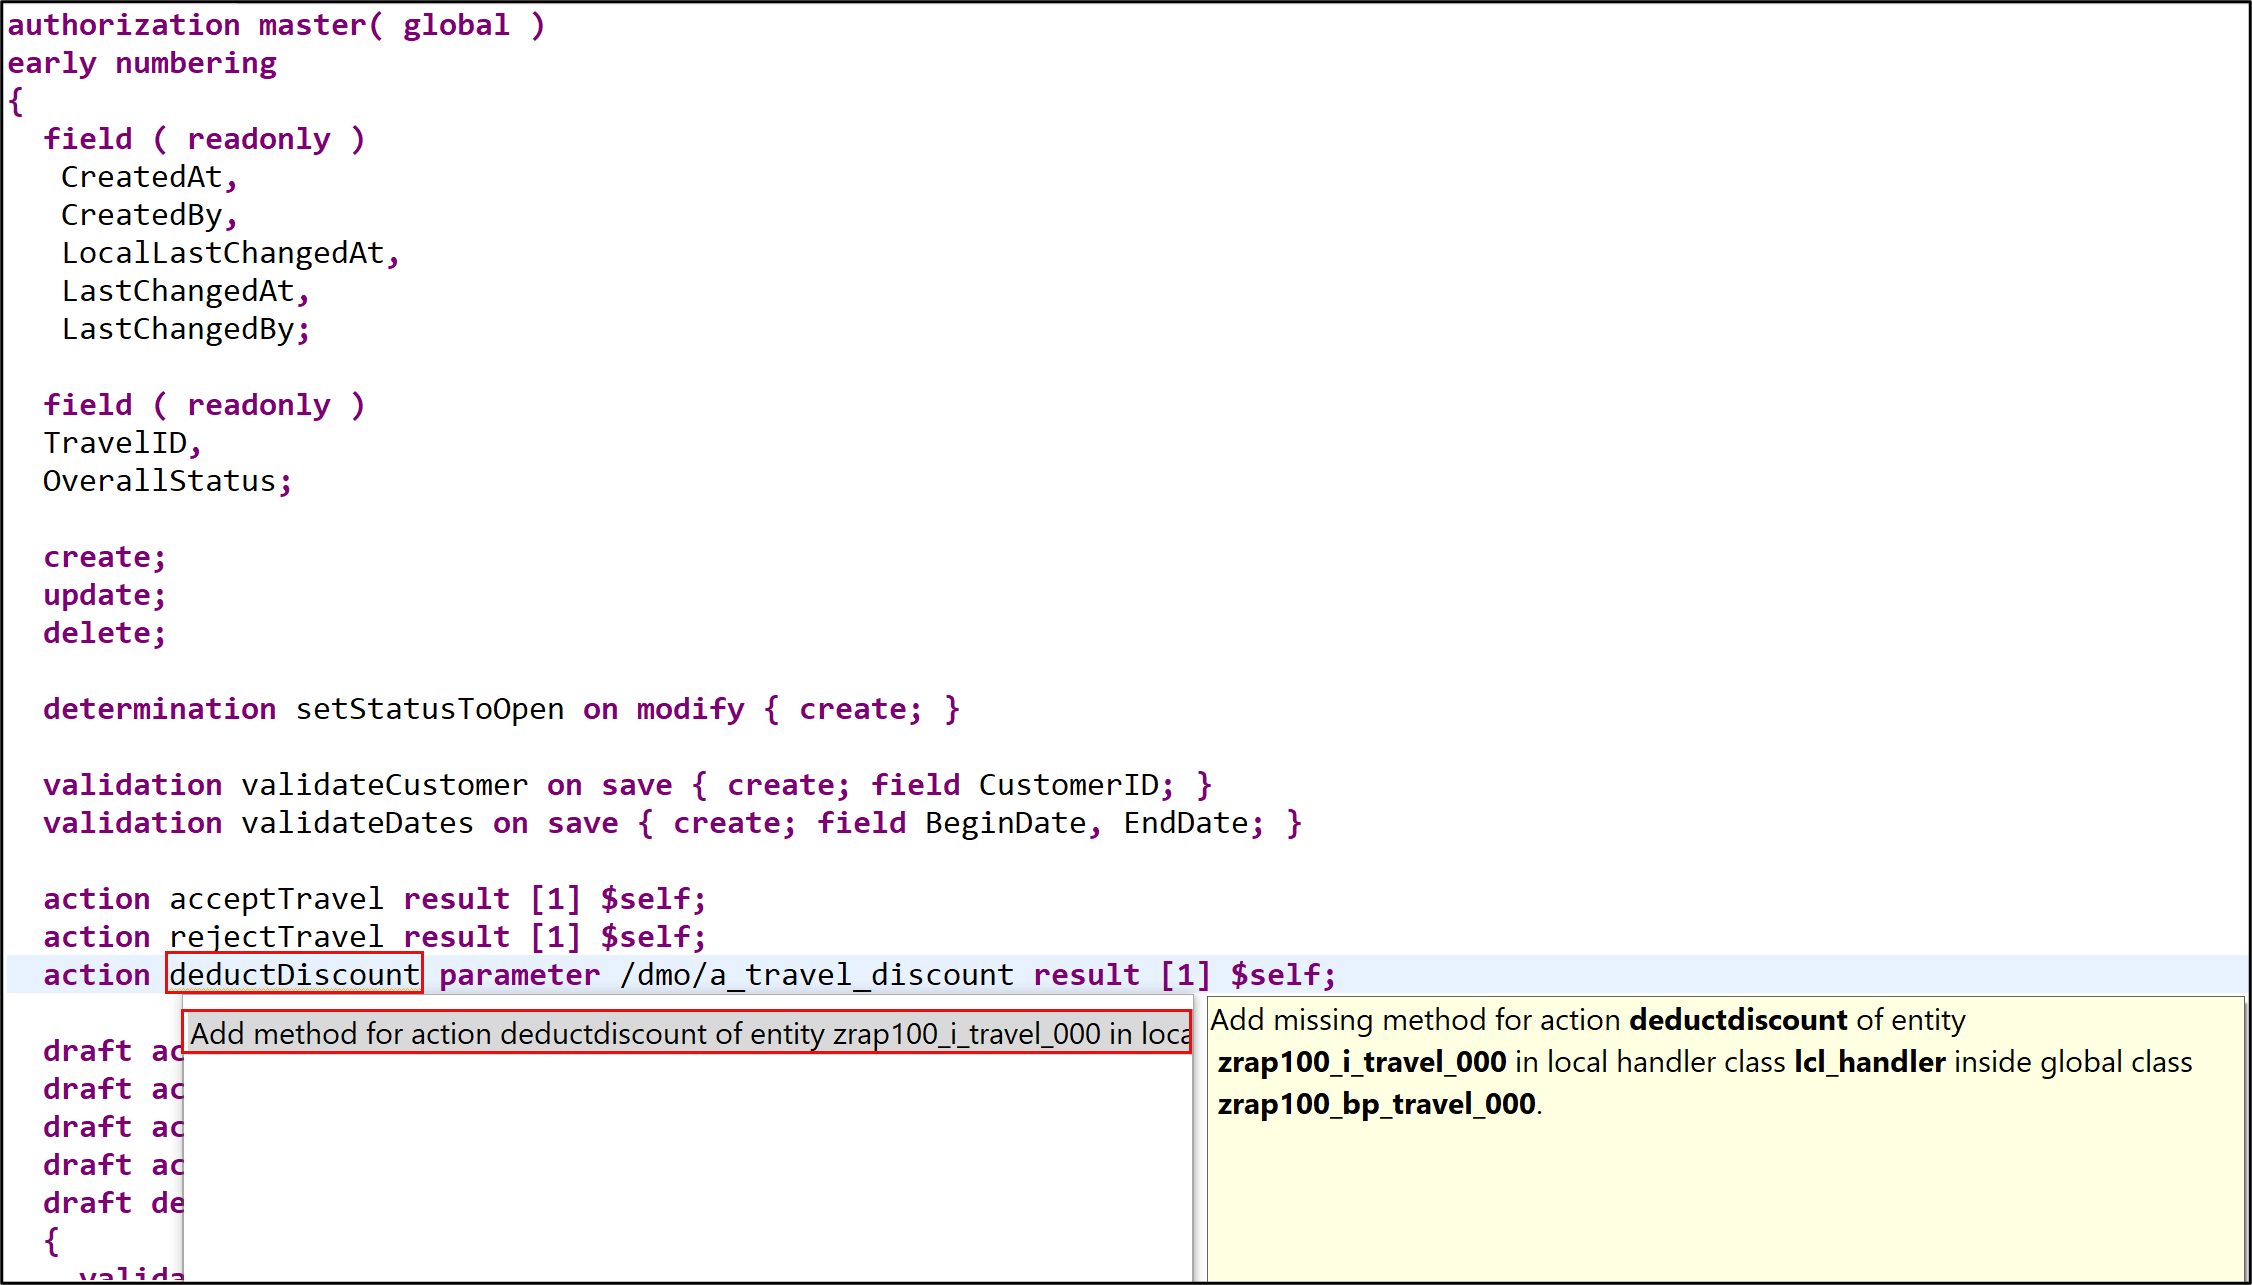 authorization master( global )
early numbering
{
field ( readonly )
CreatedAt,
CreatedBy,
LocalLastChangedAt,
LastChangedAt,
LastChangedBy;
field ( readonly )
TravelID,
OverallStatus;
create;
update;
delete;
determination setStatusToOpen on modify { create; }
validation validateCustomer on save { create; field CustomerID; }
validation validateDates on save { create; field BeginDate, EndDate; }
action acceptTravel result [1] $self;
action rejectTravel result [1] $self;
action deductDiscount parameter /dmo/a_travel_discount result [1] $self;
Add method for action deductdiscount of entity zrap100_i_travel_000 in loca
Add missing method for action deductdiscount of entity
zrap100_i_travel_000 in local handler class lcl_handler inside global class
zrap100_bp_travel_000.
draft ac
draft ac
draft ac
draft ac
draft de
{
valida